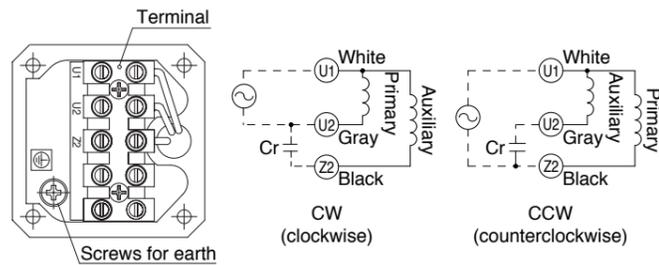 Terminal
U1
U2
Z2
Screws for earth
U1
White
Primary
Auxiliary
U2
Gray
Cr
Z2
Black
CW
(clockwise)
U1
White
Auxiliary
Primary
U2
Gray
Cr
Z2
Black
CCW
(counterclockwise)